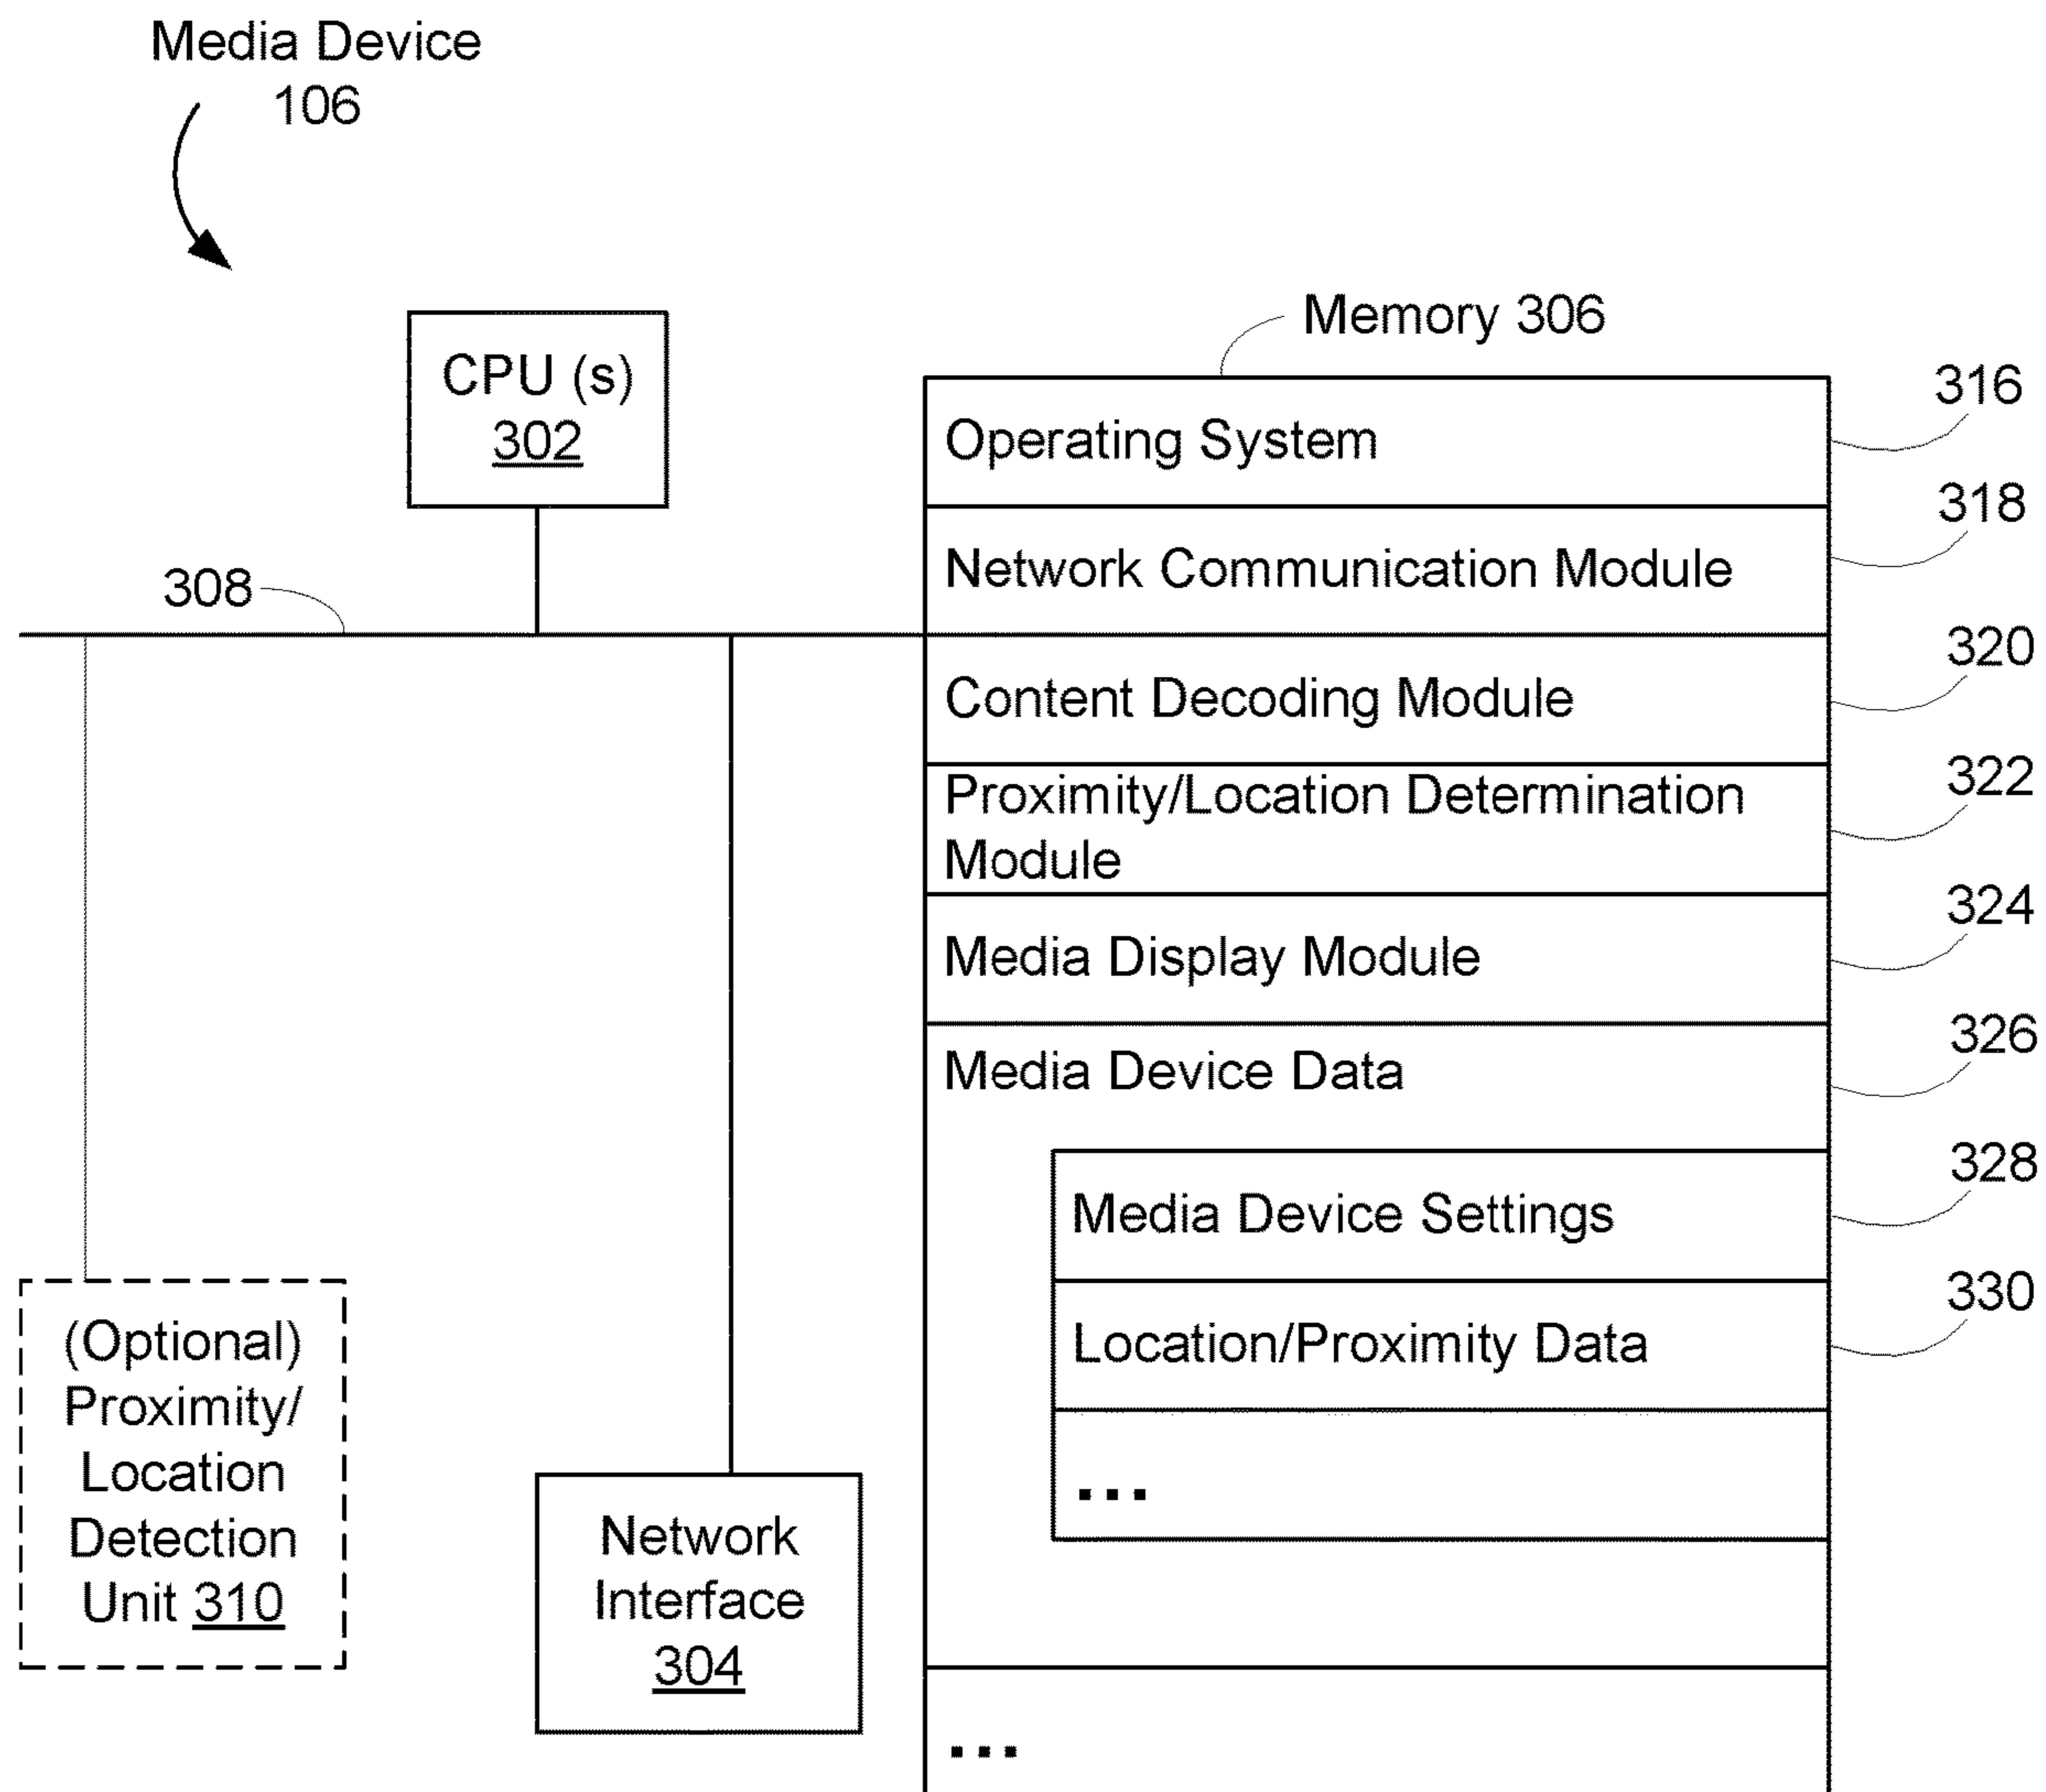 Media Device
106
CPU (s)
302
308
Memory 306
Operating System
316
Network Communication Module
318
Content Decoding Module
320
Proximity/Location Determination
Module
322
Media Display Module
324
Media Device Data
326
Media Device Settings
328
Location/Proximity Data
330
...
...
(Optional)
Proximity/
Location
Detection
Unit 310
Network
Interface
304